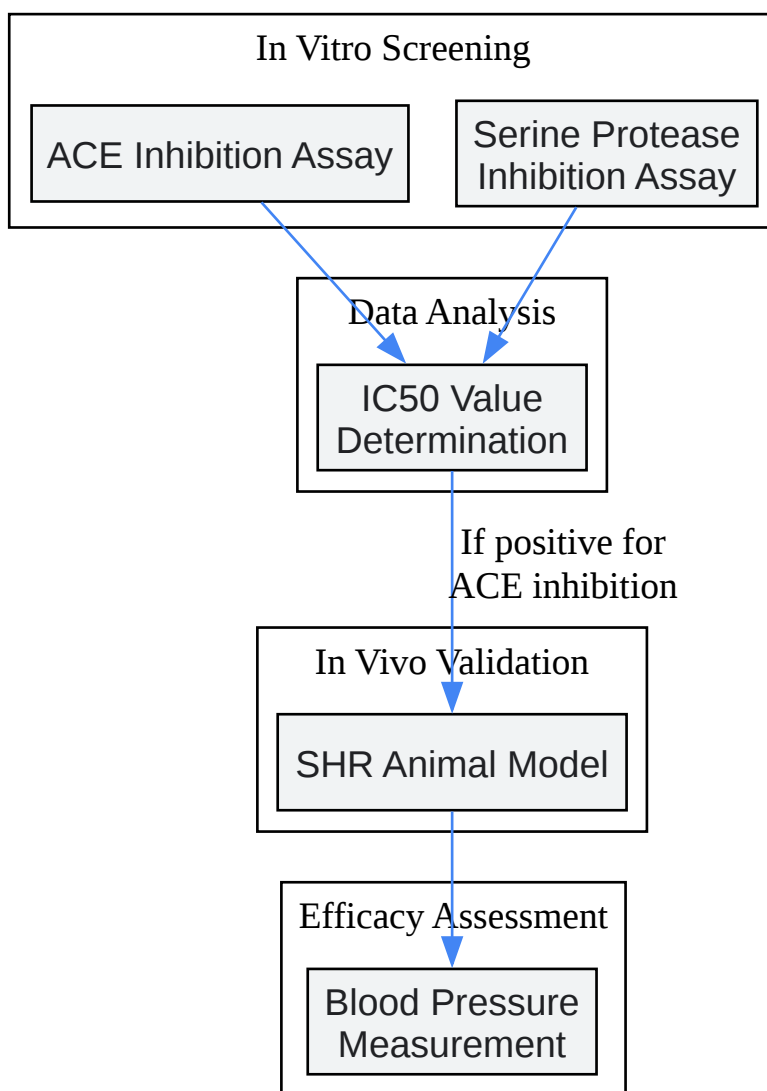 In Vitro Screening
ACE Inhibition Assay
Serine Protease
Inhibition Assay
Data Analysis
IC50 Value
Determination
If positive for
ACE inhibition
In Vivo Validation
SHR Animal Model
Efficacy Assessment
Blood Pressure
Measurement